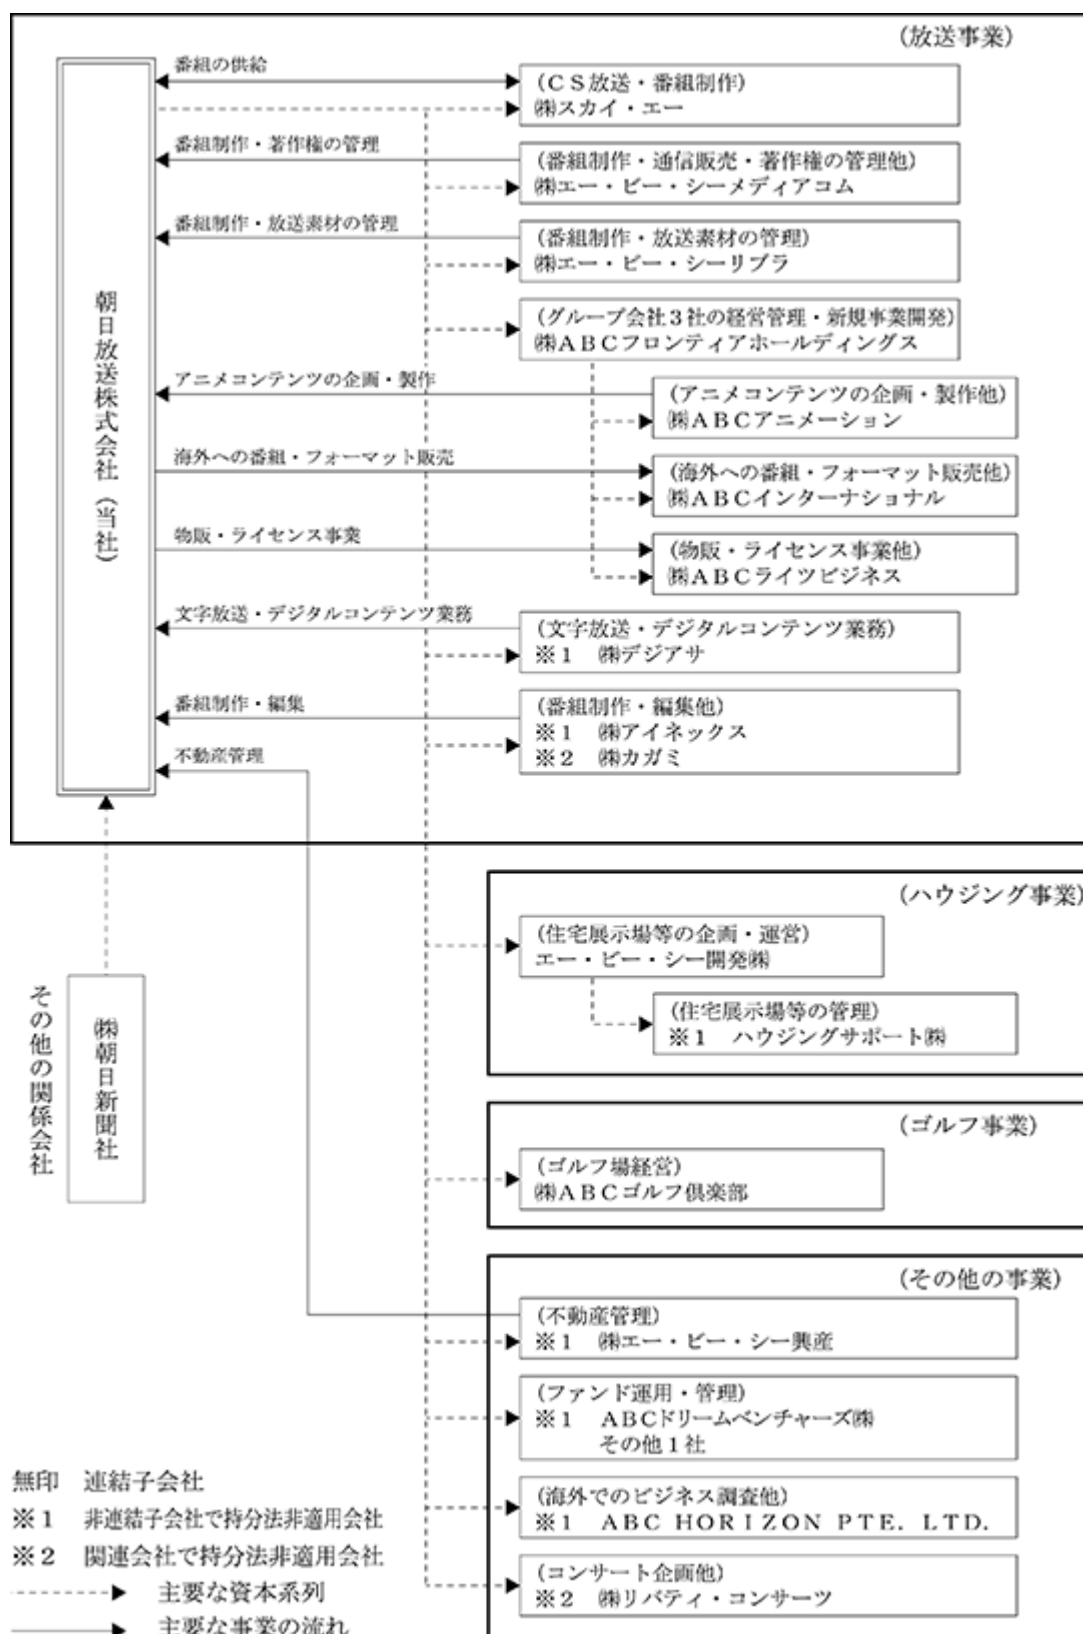 (放送事業)
番組の供給
(CS放送・番組制作)
㈱スカイ・エー
番組制作・著作権の管理
(番組制作・通信販売・著作権の管理他)
㈱エー・ビー・シーメディアコム
番組制作・放送素材の管理
(番組制作・放送素材の管理)
㈱エー・ビー・シーリブラ
朝日放送株式会社(当社)
(グループ会社3社の経営管理・新規事業開発)
㈱ABCフロンティアホールディングス
アニメコンテンツの企画・製作
(アニメコンテンツの企画・製作他)
㈱ABCアニメーション
海外への番組・フォーマット販売
(海外への番組・フォーマット販売他)
㈱ABCインターナショナル
物販・ライセンス事業
(物販・ライセンス事業他)
㈱ABCライツビジネス
文字放送・デジタルコンテンツ業務
(文字放送・デジタルコンテンツ業務)
※1 ㈱デジアサ
番組制作・編集
(番組制作・編集他)
※1 ㈱アイネックス
※2 ㈱カガミ
不動産管理
(ハウジング事業)
(住宅展示場等の企画・運営)
エー・ビー・シー開発㈱
(住宅展示場等の管理)
※1 ハウジングサポート㈱
その他の関係会社
㈱朝日新聞社
(ゴルフ事業)
(ゴルフ場経営)
㈱ABCゴルフ倶楽部
(その他の事業)
(不動産管理)
※1 ㈱エー・ビー・シー興産
(ファンド運用・管理)
※1 ABCドリームベンチャーズ㈱
その他1社
(海外でのビジネス調査他)
※1 ABC HORIZON PTE. LTD.
(コンサート企画他)
※2 ㈱リバティ・コンサーツ
無印 連結子会社
※1 非連結子会社で持分法非適用会社
※2 関連会社で持分法非適用会社
主要な資本系列
主要な事業の流れ